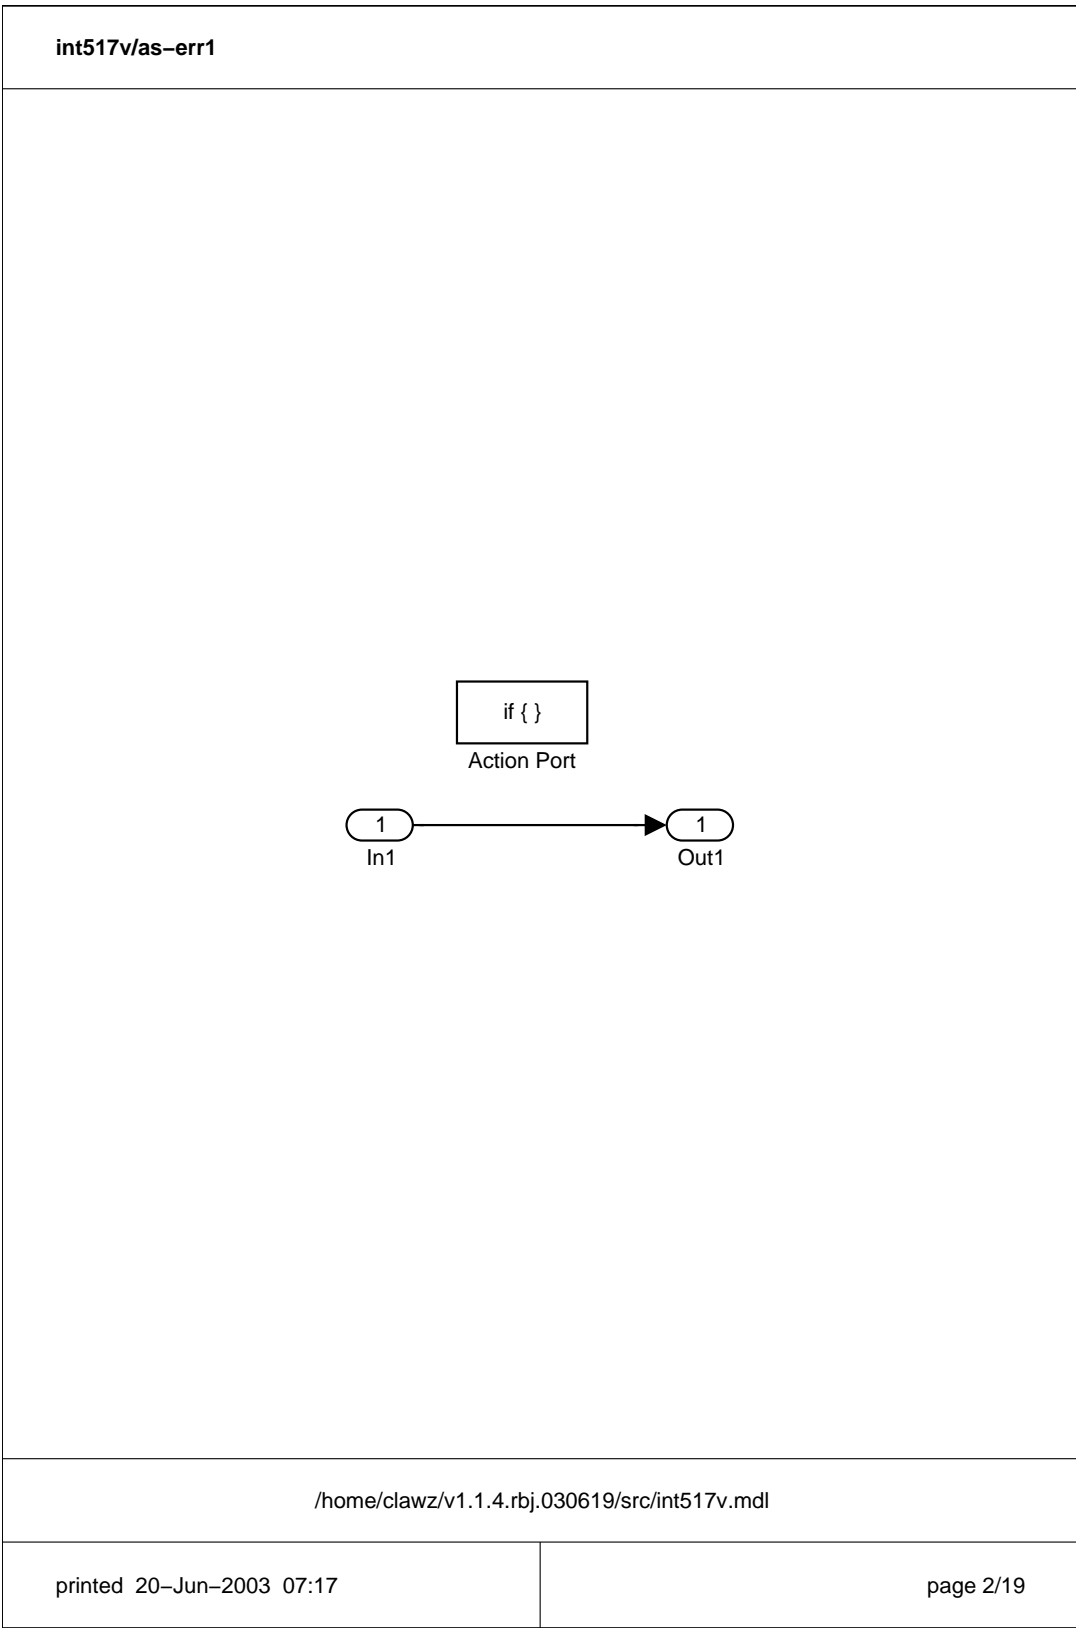 int517v/as−err1
if { }
Action Port
1
1
In1
Out1
/home/clawz/v1.1.4.rbj.030619/src/int517v.mdl
printed 20−Jun−2003 07:17
page 2/19